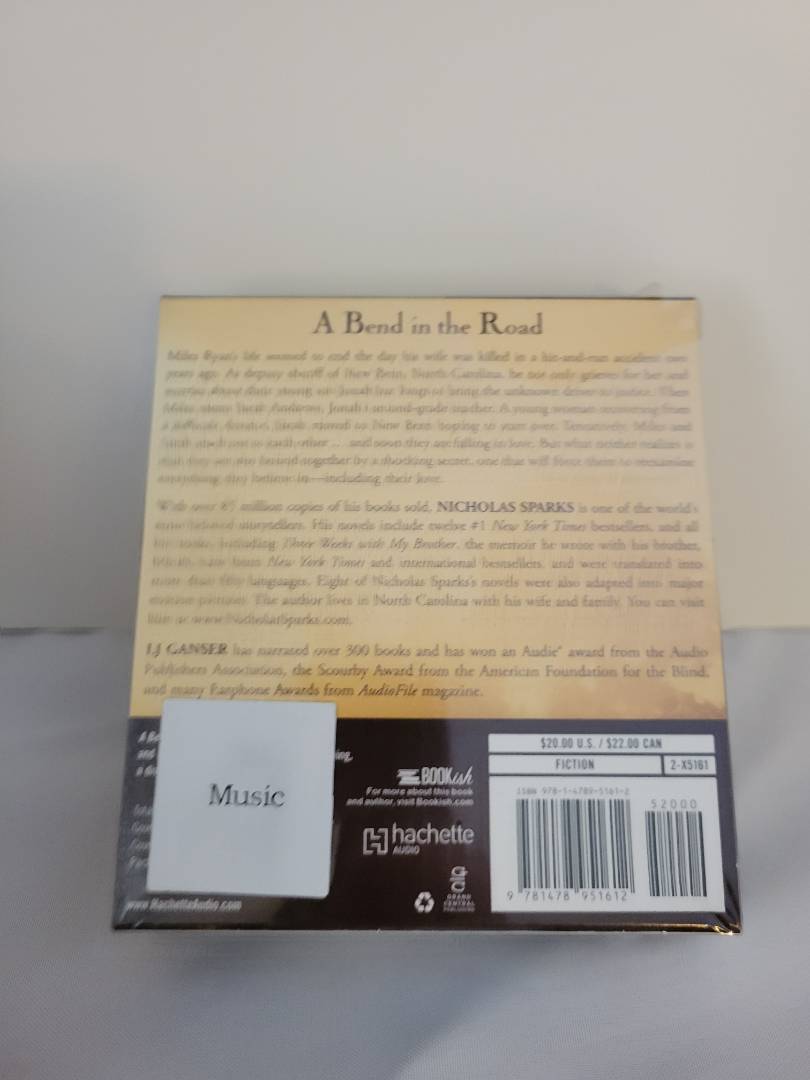 A Bend in the Road
Miles Ryan's life seemed to end the day his wife was killed in a hit-and-run accident two
years ago. As deputy sheriff of New Bern, North Carolina, he not only grieves for her and
but longs to bring the unknown driver to justice. Then
Miles meets Sarah Andrews, Jonah's second-grade teacher. A young woman recovering from
a difficult divorce, Sarah moved to New Bern hoping to start over. Tentatively, Miles and
Sarah reach out to each other ... and soon they are falling in love. But what neither realizes is
that they are also bound together by a shocking secret, one that will force them to reexamine
everything they believe in—including their love.
With over 85 million copies of his books sold, NICHOLAS SPARKS is one of the world's
most beloved storytellers. His novels include twelve #1 New York Times bestsellers, and all
his books, including Three Weeks with My Brother, the memoir he wrote with his brother,
have been New York Times and international bestsellers, and were translated into
more than fifty languages. Eight of Nicholas Sparks's novels were also adapted into major
motion pictures. The author lives in North Carolina with his wife and family. You can visit
him at www.NicholasSparks.com.
L.J GANSER has narrated over 300 books and has won an Audie® award from the Audio
Publishers Association, the Scourby Award from the American Foundation for the Blind,
and many Earphone Awards from AudioFile magazine.
Music
www.HachetteAudio.com
BOOKish
For more about this book
and author, visit Bookish.com
hachette
AUDIO
GRAND
CENTRAL
PUBLISHING
$20.00 U.S. / $22.00 CAN
FICTION 2-X5161
ISBN 978-1-4789-5161-2
52000
9 781478 951612